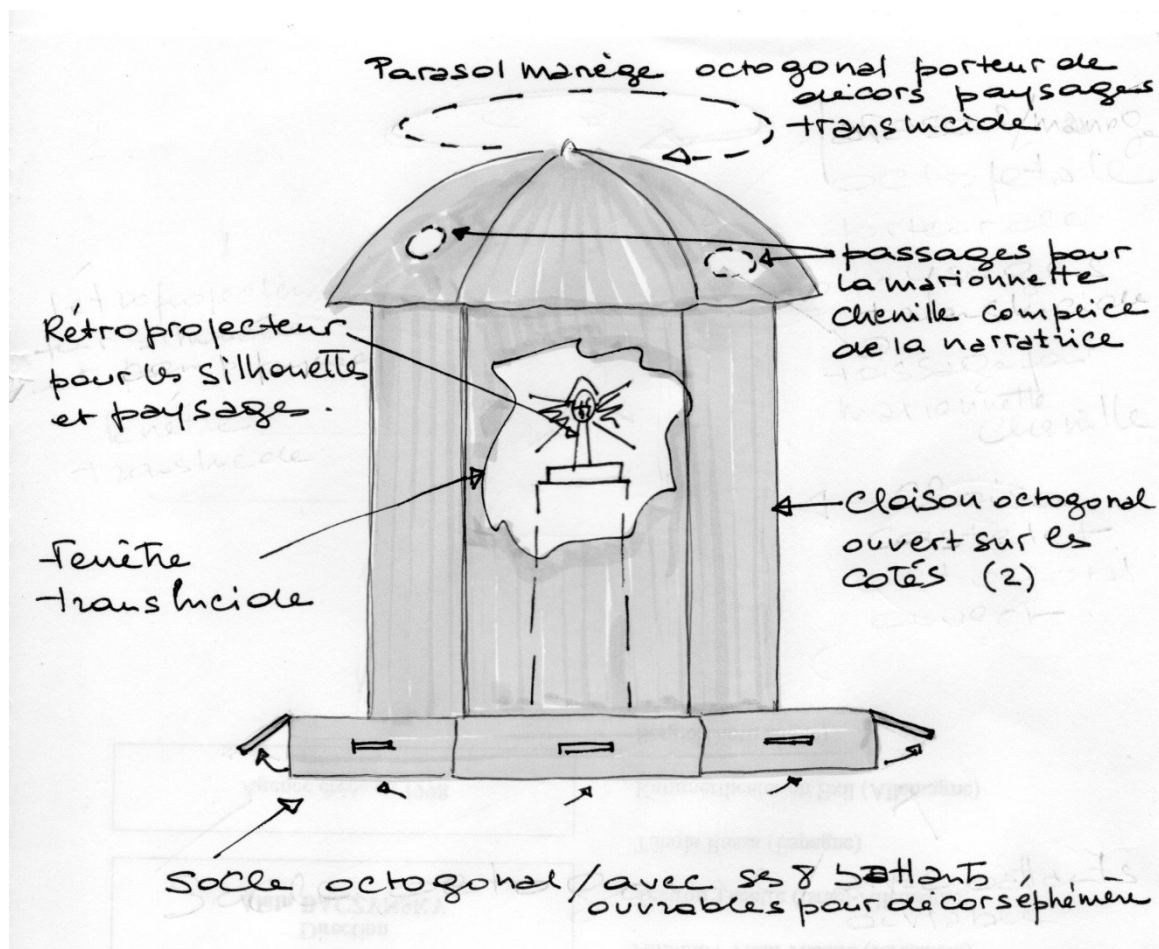 Parasol manège octogonal porteur de
décors paysages
translucide
passages pour
la marionnette
chenille complice
de la narratrice
Rétroprojecteur
pour les silhouettes
et paysages.
Fenêtre
translucide
cloison octogonal
ouvert sur les
cotés (2)
Socle octogonal / avec ses 8 battants
ouvrables pour décors éphémère